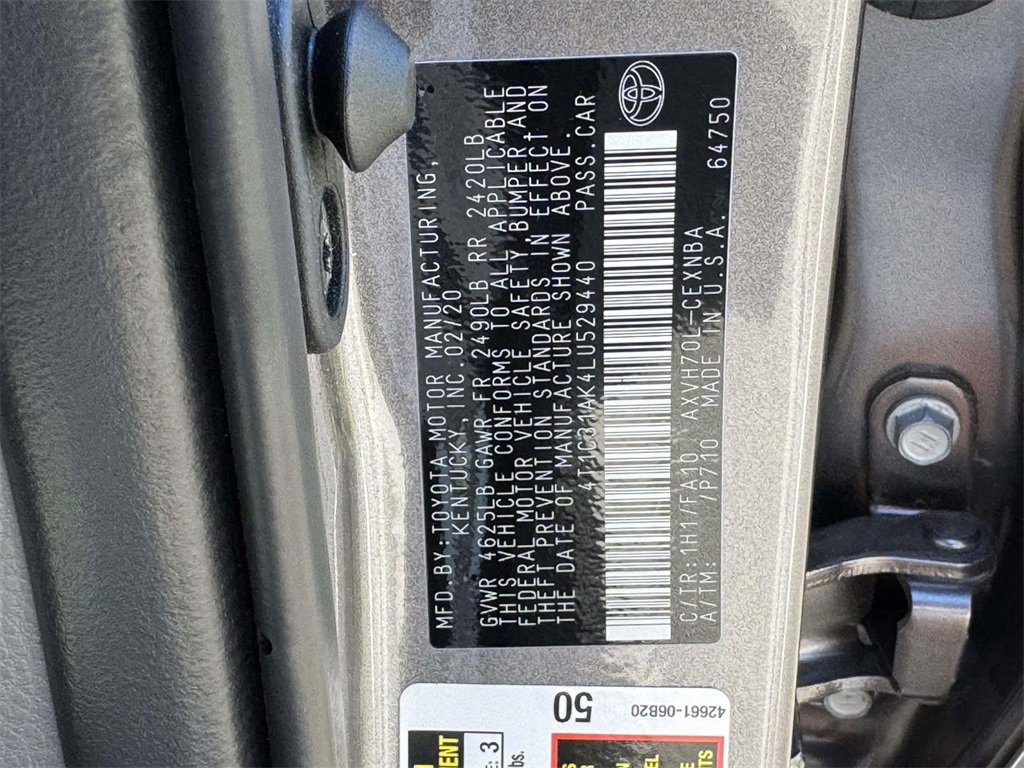 MFD.BY:TOYOTA MOTOR MANUFACTURING,
KENTUCKY, INC. 02/20
GVWR 4625LB GAWR FR 2490LB RR 2420LB
THIS VEHICLE CONFORMS TO ALL APPLICABLE
FEDERAL MOTOR VEHICLE SAFETY, BUMPER AND
THEFT PREVENTION STANDARDS IN EFFECT ON
THE DATE OF MANUFACTURE SHOWN ABOVE.
4T1C31AK4LU529440 PASS.CAR
C/TR:1H1/FA10 AXVH70L-CEXNBA
A/TM: /P710 MADE IN U.S.A. 64750
50
42661-06B20
3